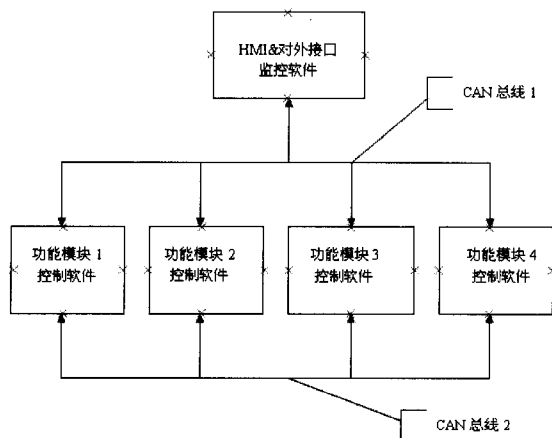 HMI&对外接口
监控软件
CAN 总线 1
功能模块 1
控制软件
功能模块 2
控制软件
功能模块 3
控制软件
功能模块 4
控制软件
CAN 总线 2